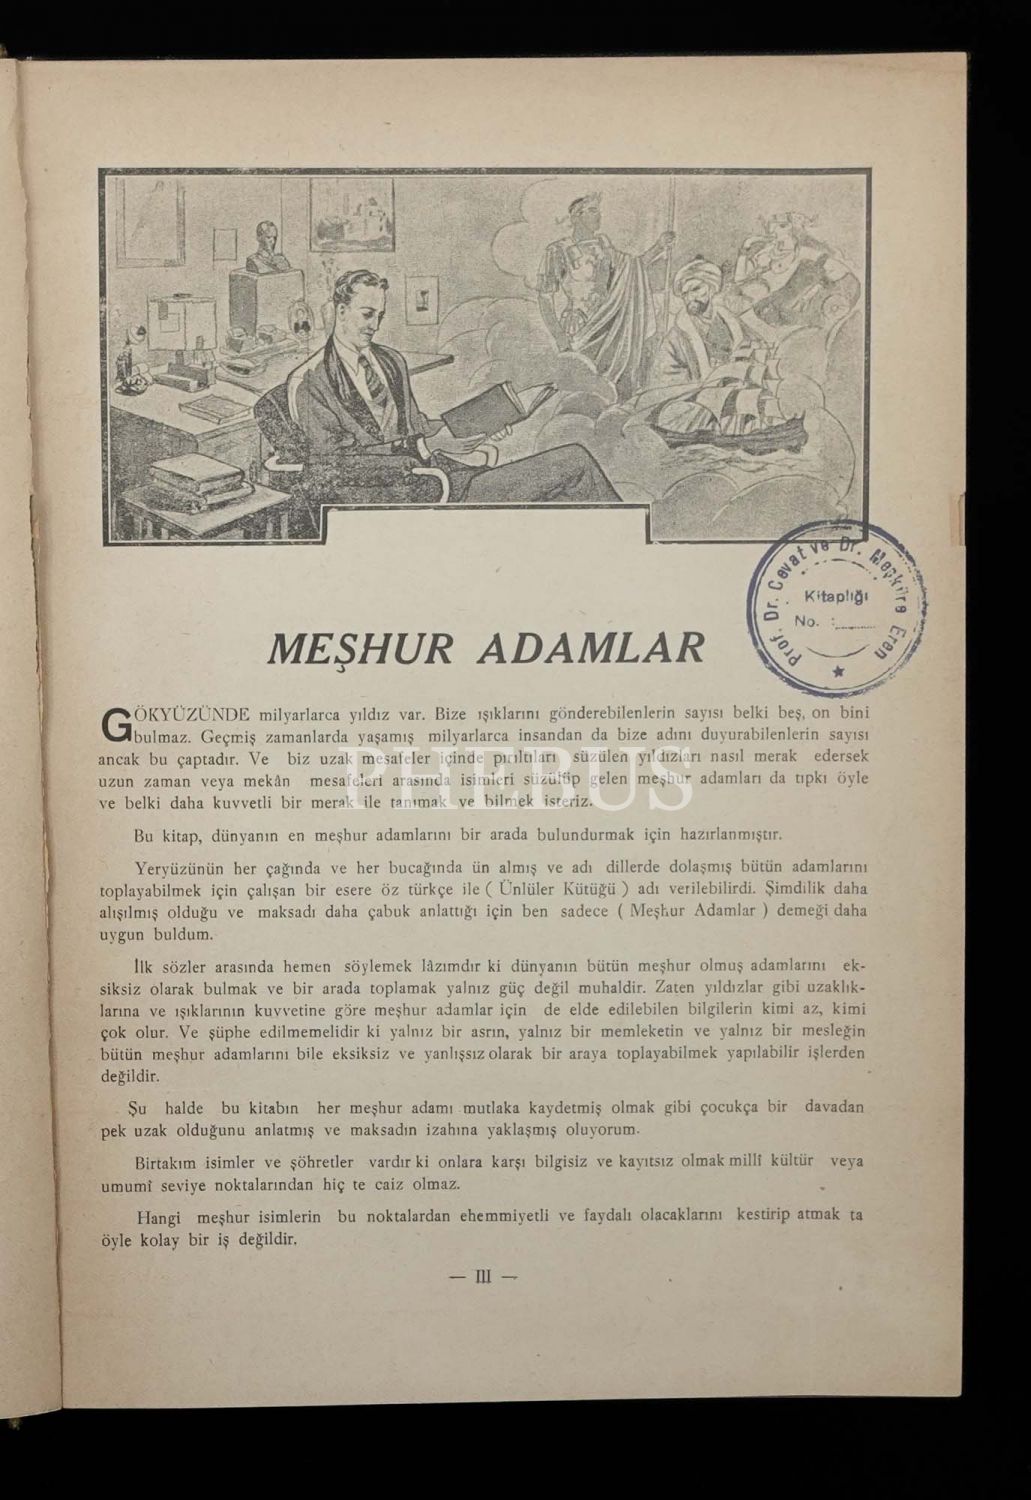 Prof. Dr. Cevat ve Dr. Meşkûre Eren
Kitaplığı
No. :
MEŞHUR ADAMLAR
GÖKYÜZÜNDE milyarlarca yıldız var. Bize ışıklarını gönderebilenlerin sayısı belki beş, on bini
bulmaz. Geçmiş zamanlarda yaşamış milyarlarca insandan da bize adını duyurabilenlerin sayısı
ancak bu çaptadır. Ve biz uzak mesafeler içinde pırıltıları süzülen yıldızları nasıl merak edersek
uzun zaman veya mekân mesafeleri arasında isimleri süzülüp gelen meşhur adamları da tıpkı öyle
ve belki daha kuvvetli bir merak ile tanımak ve bilmek isteriz.
PHEBUS
Bu kitap, dünyanın en meşhur adamlarını bir arada bulundurmak için hazırlanmıştır.
Yeryüzünün her çağında ve her bucağında ün almış ve adı dillerde dolaşmış bütün adamlarını
toplayabilmek için çalışan bir esere öz türkçe ile ( Ünlüler Kütüğü ) adı verilebilirdi. Şimdilik daha
alışılmış olduğu ve maksadı daha çabuk anlattığı için ben sadece ( Meşhur Adamlar ) demeği daha
uygun buldum.
İlk sözler arasında hemen söylemek lâzımdır ki dünyanın bütün meşhur olmuş adamlarını ek-
siksiz olarak bulmak ve bir arada toplamak yalnız güç değil muhaldir. Zaten yıldızlar gibi uzaklık-
larına ve ışıklarının kuvvetine göre meşhur adamlar için de elde edilebilen bilgilerin kimi az, kimi
çok olur. Ve şüphe edilmemelidir ki yalnız bir asrın, yalnız bir memleketin ve yalnız bir mesleğin
bütün meşhur adamlarını bile eksiksiz ve yanlışsız olarak bir araya toplayabilmek yapılabilir işlerden
değildir.
Şu halde bu kitabın her meşhur adamı mutlaka kaydetmiş olmak gibi çocukça bir davadan
pek uzak olduğunu anlatmış ve maksadın izahına yaklaşmış oluyorum.
Birtakım isimler ve şöhretler vardır ki onlara karşı bilgisiz ve kayıtsız olmak millî kültür veya
umumî seviye noktalarından hiç te caiz olmaz.
Hangi meşhur isimlerin bu noktalardan ehemmiyetli ve faydalı olacaklarını kestirip atmak ta
öyle kolay bir iş değildir.
— III —